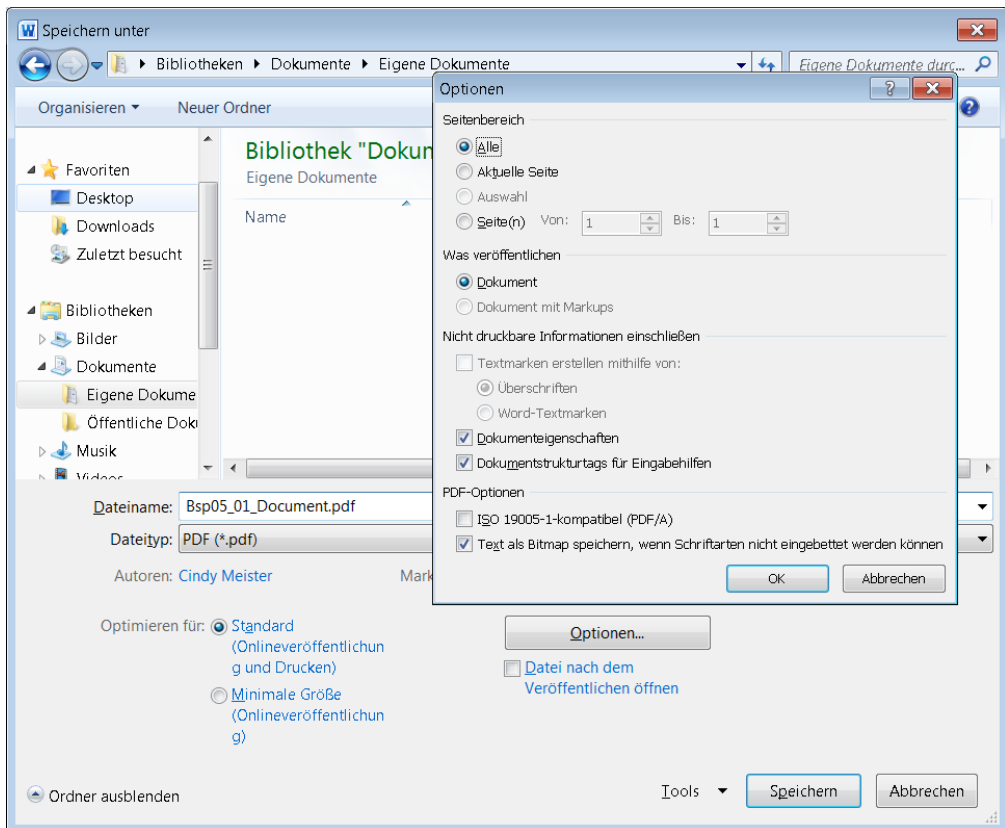 Speichern unter
Bibliotheken Dokumente Eigene Dokumente
Eigene Dokumente durc...
Organisieren Neuer Ordner
Favoriten
Desktop
Downloads
Zuletzt besucht
Bibliotheken
Bilder
Dokumente
Eigene Dokume
Öffentliche Dok
Musik
Videos
Bibliothek "Dokun
Eigene Dokumente
Name
Dateiname: Bsp05_01_Document.pdf
Dateityp: PDF (*.pdf)
Autoren: Cindy Meister
Mark
Optimieren für: Standard
(Onlineveröffentlichun
g und Drucken)
Minimale Größe
(Onlineveröffentlichun
g)
Optionen...
Datei nach dem
Veröffentlichen öffnen
Ordner ausblenden
Tools Speichern Abbrechen
Optionen
Seitenbereich
Alle
Aktuelle Seite
Auswahl
Seite(n) Von: 1 Bis: 1
Was veröffentlichen
Dokument
Dokument mit Markups
Nicht druckbare Informationen einschließen
Textmarken erstellen mithilfe von:
Überschriften
Word-Textmarken
Dokumenteigenschaften
Dokumentstrukturtags für Eingabehilfen
PDF-Optionen
ISO 19005-1-kompatibel (PDF/A)
Text als Bitmap speichern, wenn Schriftarten nicht eingebettet werden können
OK Abbrechen